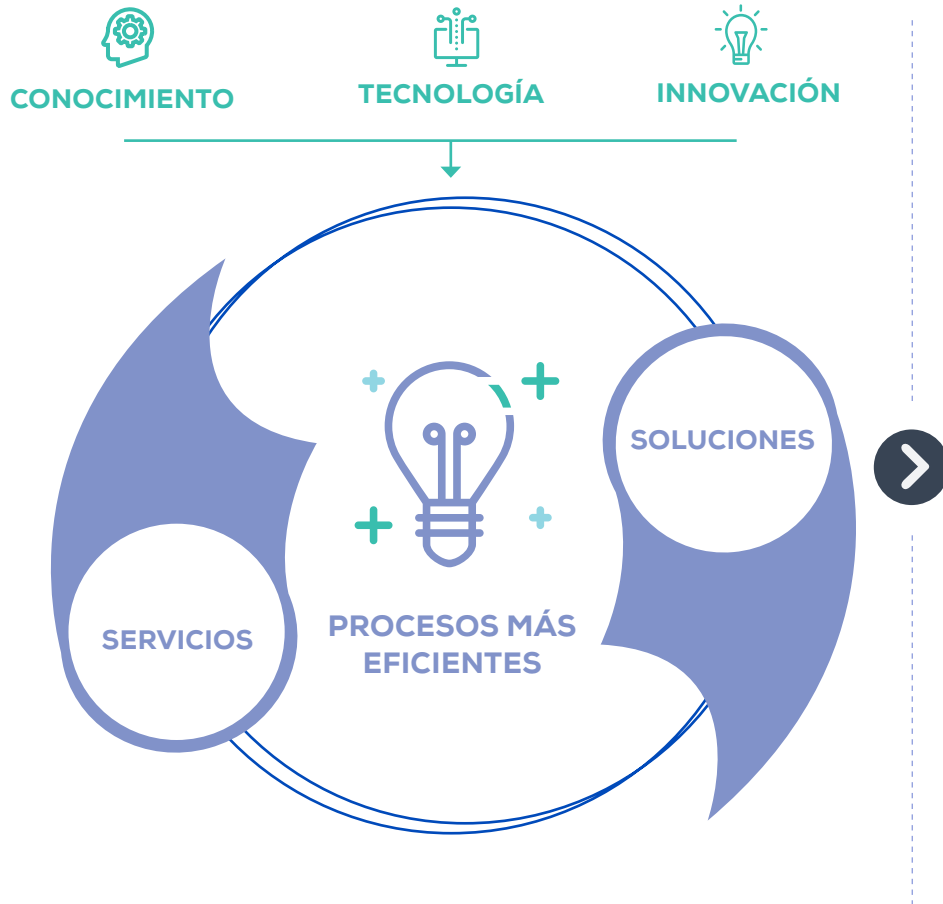 CONOCIMIENTO
TECNOLOGÍA
INNOVACIÓN
SOLUCIONES
SERVICIOS
PROCESOS MÁS
EFICIENTES